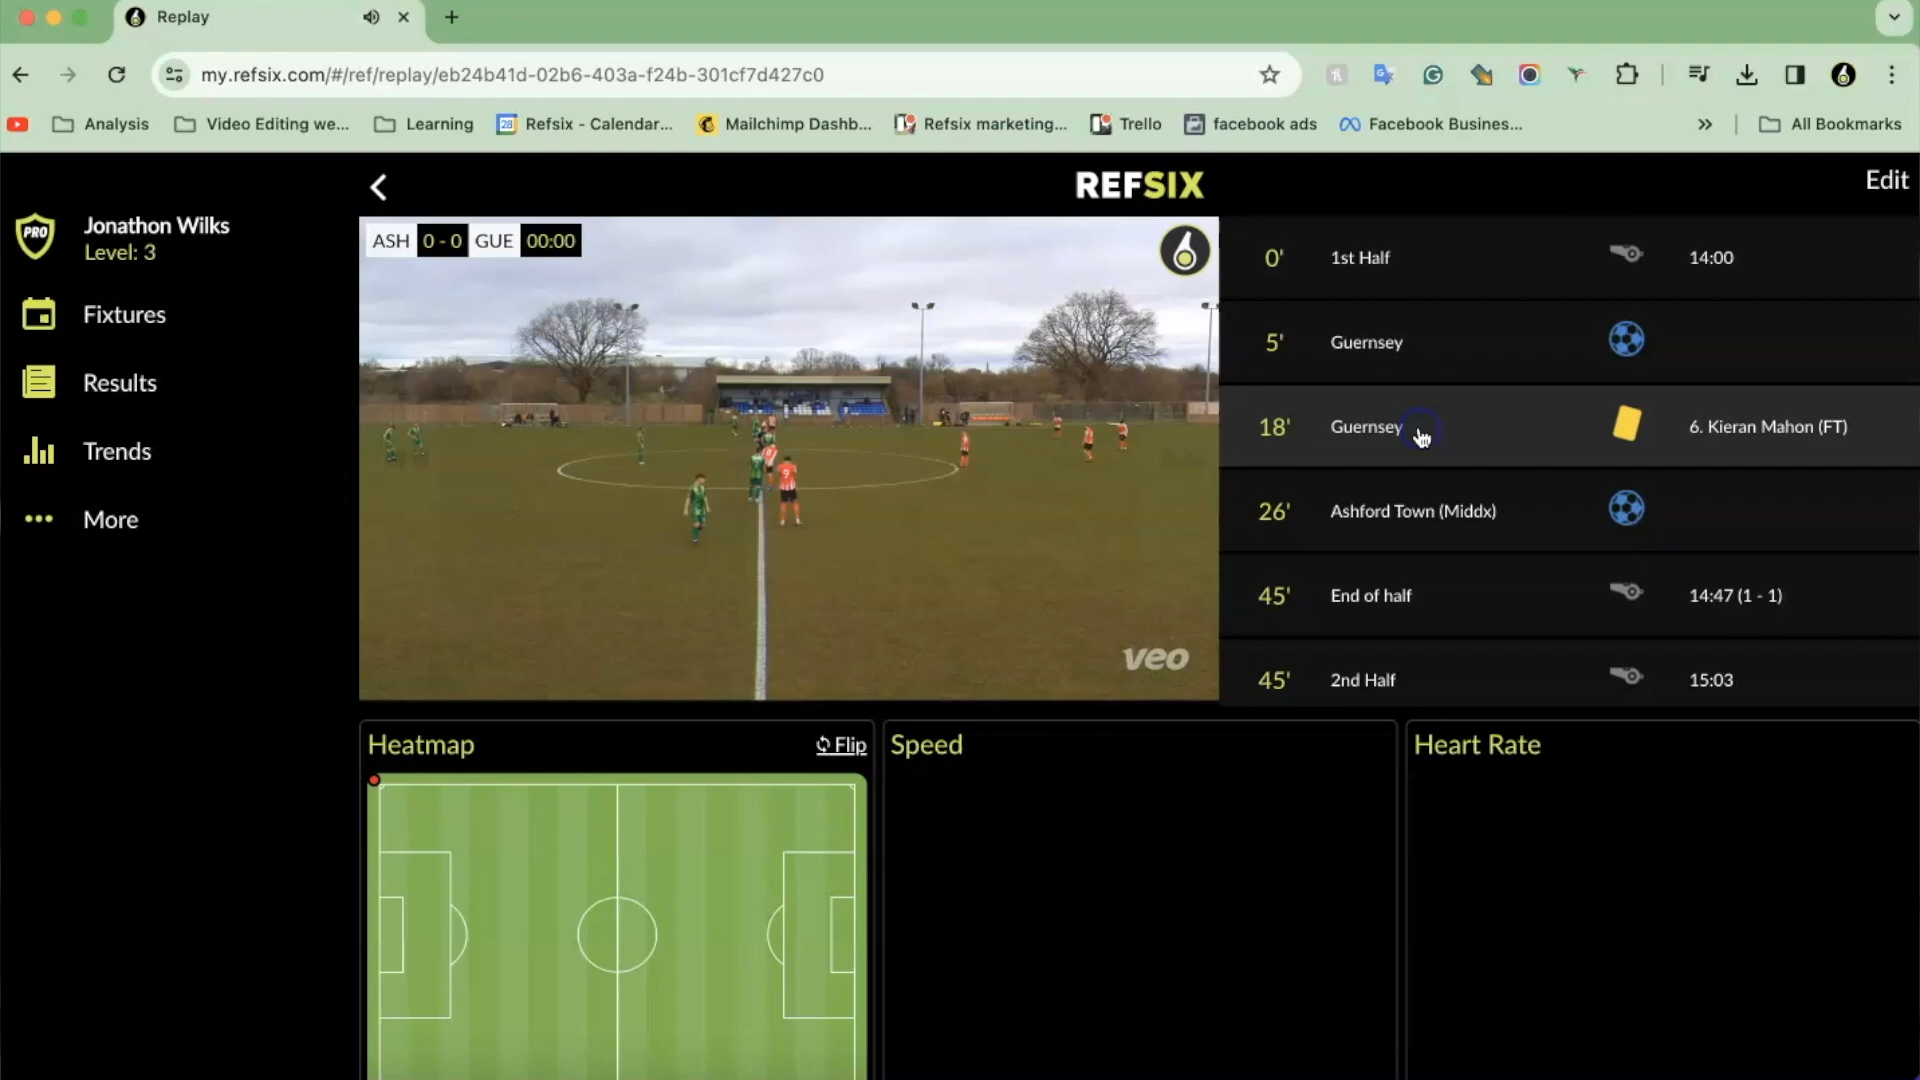 Replay
my.refsix.com/#/ref/replay/eb24b41d-02b6-403a-f24b-301cf7d427c0
Analysis
Video Editing we...
Learning
28
Refsix - Calendar...
Mailchimp Dashb...
Refsix marketing...
Trello
facebook ads
Facebook Busines...
All Bookmarks
REFSIX
Edit
PRO
Jonathon Wilks
Level: 3
Fixtures
Results
Trends
More
ASH 0 - 0 GUE 00:00
9
veo
0' 1st Half 14:00
5' Guernsey
18' Guernsey 6. Kieran Mahon (FT)
26' Ashford Town (Middx)
45' End of half 14:47 (1 - 1)
45' 2nd Half 15:03
Heatmap
Flip
Speed
Heart Rate